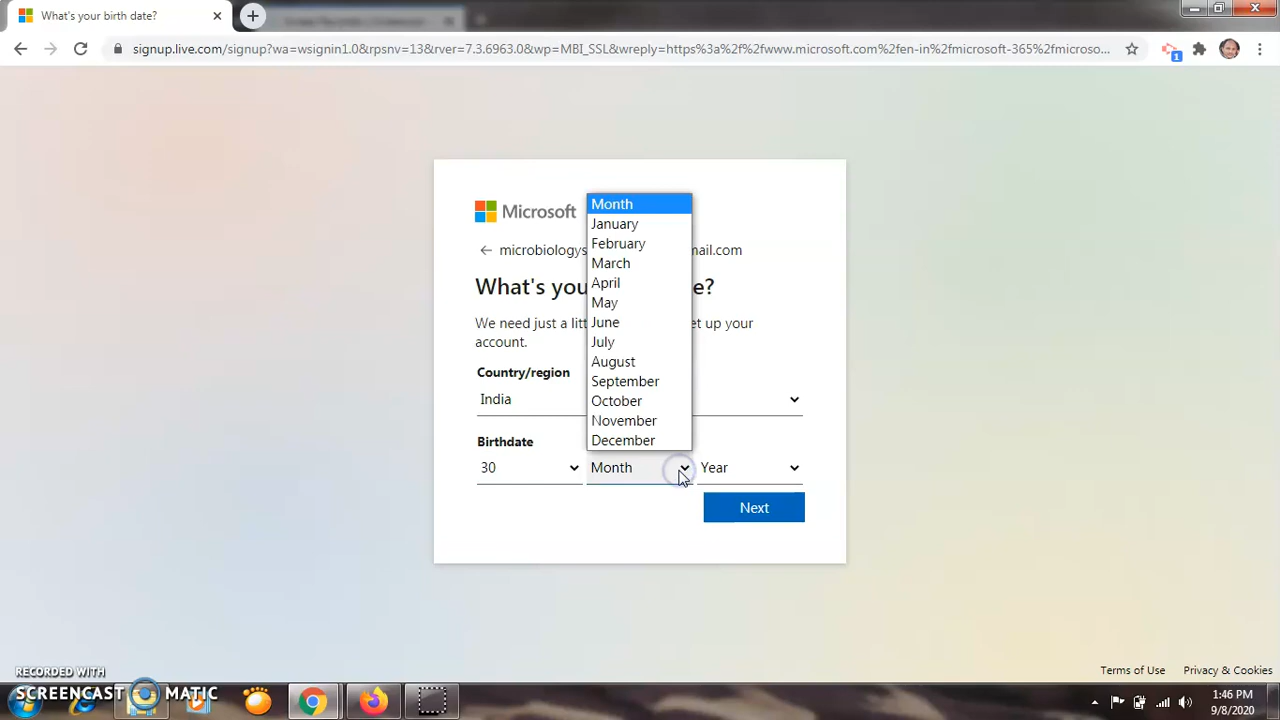 What's your birth date?
signup.live.com/signup?wa=wsignin1.0&rpsnv=13&rver=7.3.6963.0&wp=MBI_SSL&wreply=https%3a%2f%2fwww.microsoft.com%2fen-in%2fmicrosoft-365%2fmicroso...
1
Microsoft
microbiologys mail.com
What's you e?
We need just a litt et up your
account.
Country/region
India
Birthdate
30
Month
Year
Month
January
February
March
April
May
June
July
August
September
October
November
December
Next
Terms of Use
Privacy & Cookies
RECORDED WITH
SCREENCAST MATIC
1:46 PM
9/8/2020